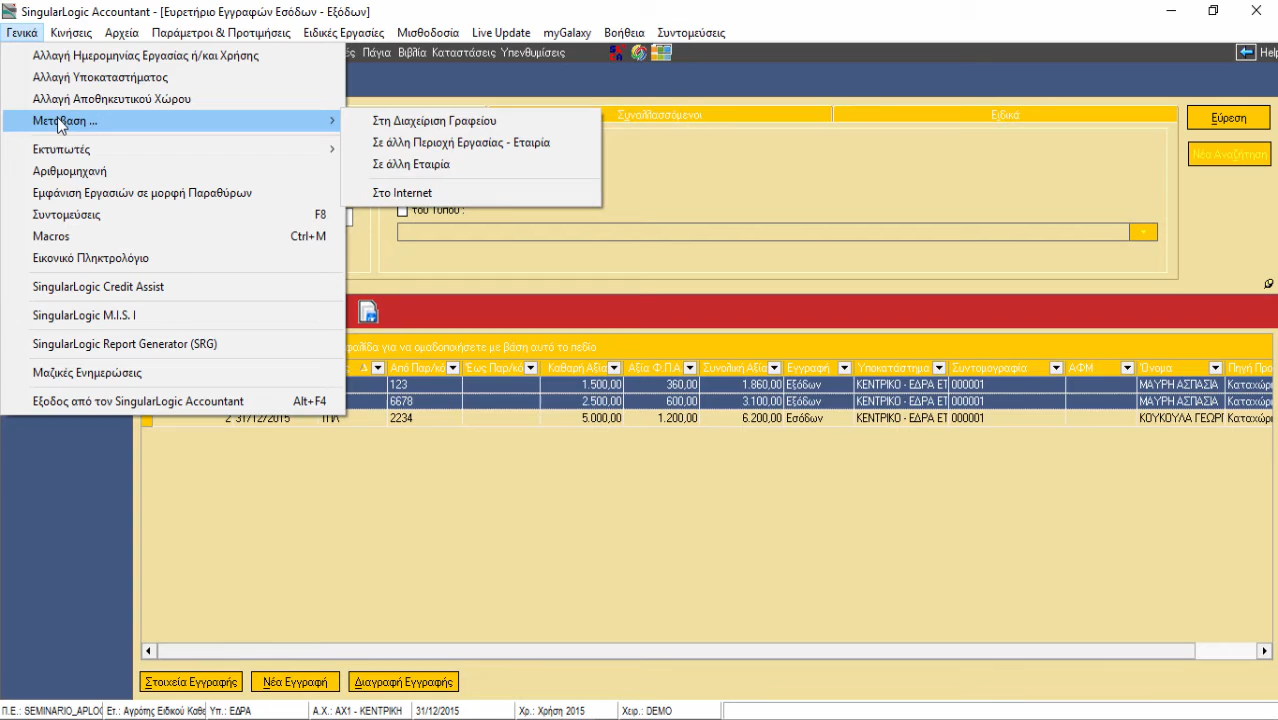 SingularLogic Accountant - [Ευρετήριο Εγγραφών Εσόδων - Εξόδων]
Γενικά Κινήσεις Αρχεία Παράμετροι & Προτιμήσεις Ειδικές Εργασίες Μισθοδοσία Live Update myGalaxy Βοήθεια Συντομεύσεις
Πάγια Βιβλία Καταστάσεις Υπενθυμίσεις Help
Αλλαγή Ημερομηνίας Εργασίας ή/και Χρήσης
Αλλαγή Υποκαταστήματος
Αλλαγή Αποθηκευτικού Χώρου
Μετάβαση ...
Εκτυπωτές
Αριθμομηχανή
Εμφάνιση Εργασιών σε μορφή Παραθύρων
Συντομεύσεις F8
Macros Ctrl+M
Εικονικό Πληκτρολόγιο
SingularLogic Credit Assist
SingularLogic M.I.S. I
SingularLogic Report Generator (SRG)
Μαζικές Ενημερώσεις
Εξοδος από τον SingularLogic Accountant Alt+F4
Στη Διαχείριση Γραφείου
Σε άλλη Περιοχή Εργασίας - Εταιρία
Σε άλλη Εταιρία
Στο Internet
Συναλλασσόμενοι Ειδικά
Εύρεση
Νέα Αναζήτηση
του Τύπου :
για να ομαδοποιήσετε με βάση αυτό το πεδίο
Από Παρ/κό Έως Παρ/κό Καθαρή Αξία Αξία Φ.Π.Α. Συνολική Αξία Εγγραφή Υποκατάστημα Συντομογραφία ΑΦΜ Όνομα Πηγή Προ
123 1.500,00 360,00 1.860,00 Εξόδων ΚΕΝΤΡΙΚΟ - ΕΔΡΑ ΕΤ 000001 ΜΑΥΡΗ ΑΣΠΑΣΙΑ Καταχώρι
6678 2.500,00 600,00 3.100,00 Εξόδων ΚΕΝΤΡΙΚΟ - ΕΔΡΑ ΕΤ 000001 ΜΑΥΡΗ ΑΣΠΑΣΙΑ Καταχώρι
2 31/12/2015 ΤΠΛ 2234 5.000,00 1.200,00 6.200,00 Εσόδων ΚΕΝΤΡΙΚΟ - ΕΔΡΑ ΕΤ 000001 ΚΟΥΚΟΥΛΑ ΓΕΩΡΓ Καταχώρι
Στοιχεία Εγγραφής Νέα Εγγραφή Διαγραφή Εγγραφής
Π.Ε.: SEMINARIO_APLOG Ετ.: Αγρότης Ειδικού Καθε Υπ.: ΕΔΡΑ Α.Χ.: ΑΧ1 - ΚΕΝΤΡΙΚΗ 31/12/2015 Χρ.: Χρήση 2015 Χειρ.: DEMO